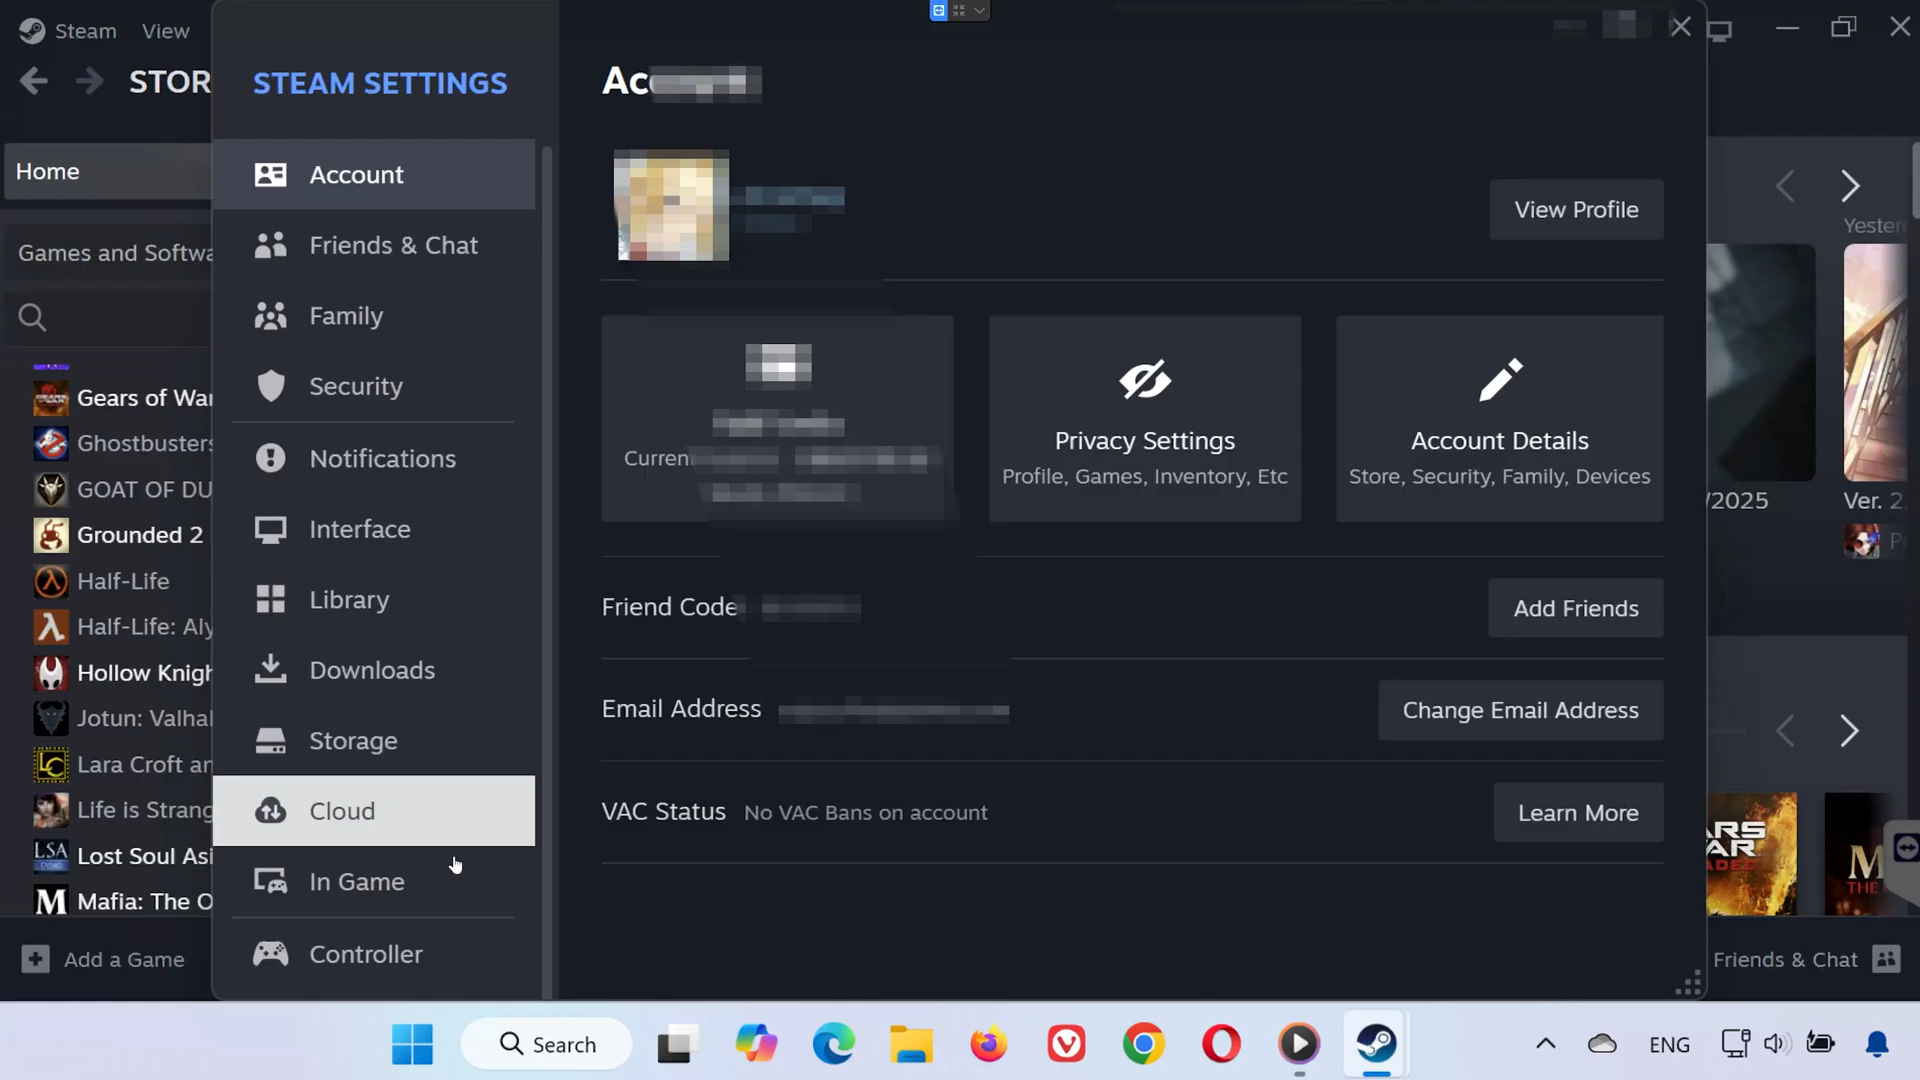 Steam View
STOR
Home
Games and Softwa
Gears of War
Ghostbusters
GOAT OF DU
Grounded 2
Half-Life
Half-Life: Aly
Hollow Knigh
Jotun: Valhal
Lara Croft an
Life is Strang
LSA
Lost Soul Asi
Mafia: The O
Add a Game
STEAM SETTINGS
Account
Friends & Chat
Family
Security
Notifications
Interface
Library
Downloads
Storage
Cloud
In Game
Controller
View Profile
Privacy Settings
Profile, Games, Inventory, Etc
Account Details
Store, Security, Family, Devices
Friend Code
Add Friends
Email Address
Change Email Address
VAC Status No VAC Bans on account
Learn More
Yester
/2025
Ver. 2.
Friends & Chat
Search
ENG